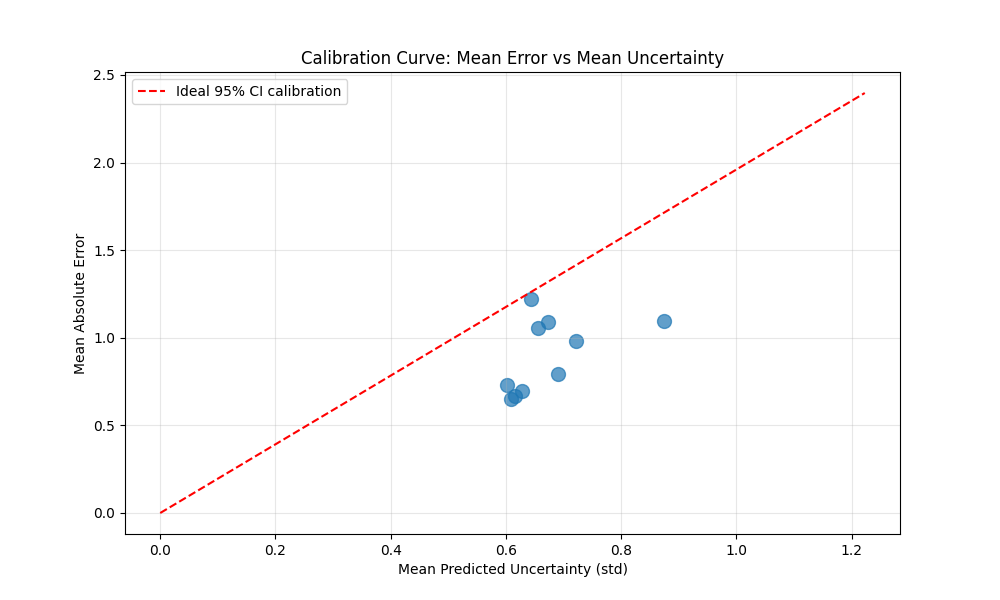 Calibration Curve: Mean Error vs Mean Uncertainty
Ideal 95% CI calibration
Mean Absolute Error
2.5
2.0
1.5
1.0
0.5
0.0
0.0 0.2 0.4 0.6 0.8 1.0 1.2
Mean Predicted Uncertainty (std)